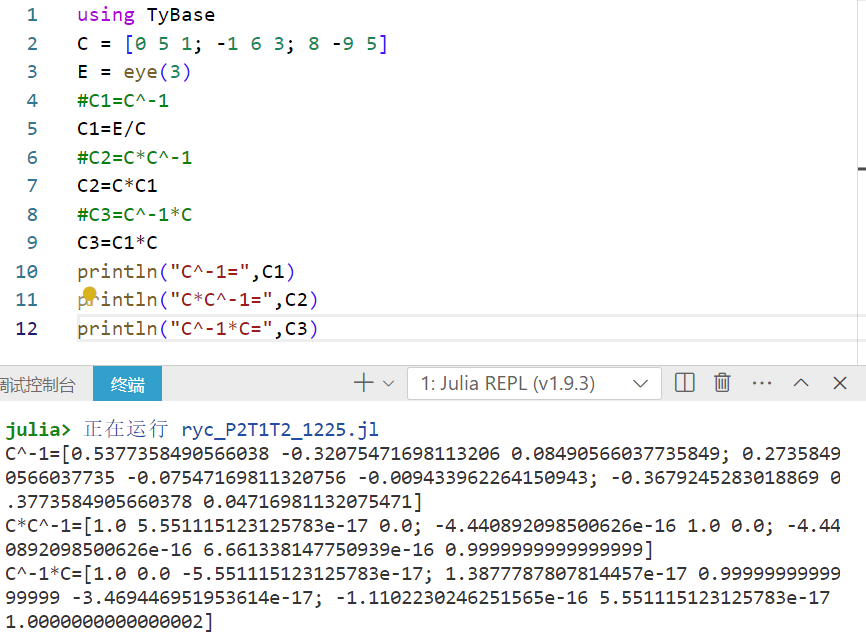 1 using TyBase
2 C = [0 5 1; -1 6 3; 8 -9 5]
3 E = eye(3)
4 #C1=C^-1
5 C1=E/C
6 #C2=C*C^-1
7 C2=C*C1
8 #C3=C^-1*C
9 C3=C1*C
10 println("C^-1=",C1)
11 println("C*C^-1=",C2)
12 println("C^-1*C=",C3)
调试控制台 终端 1: Julia REPL (v1.9.3)
julia> 正在运行 ryc_P2T1T2_1225.jl
C^-1=[0.5377358490566038 -0.32075471698113206 0.08490566037735849; 0.2735849
0566037735 -0.07547169811320756 -0.009433962264150943; -0.3679245283018869 0
.3773584905660378 0.04716981132075471]
C*C^-1=[1.0 5.551115123125783e-17 0.0; -4.440892098500626e-16 1.0 0.0; -4.44
0892098500626e-16 6.661338147750939e-16 0.9999999999999999]
C^-1*C=[1.0 0.0 -5.551115123125783e-17; 1.3877787807814457e-17 0.99999999999
99999 -3.469446951953614e-17; -1.1102230246251565e-16 5.551115123125783e-17
1.0000000000000002]